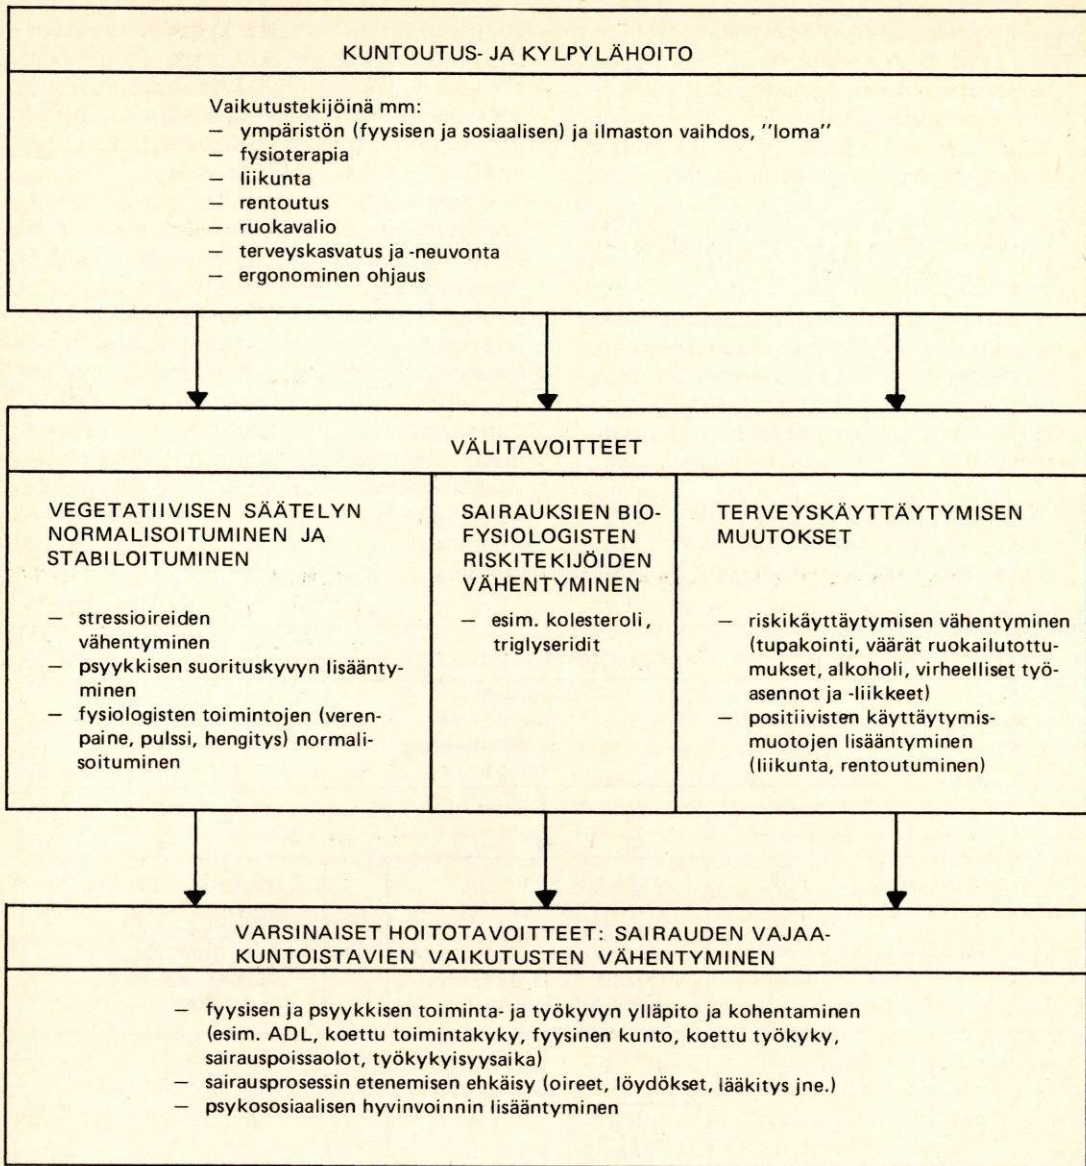 KUNTOUTUS- JA KYLPYLÄHOITO
Vaikutustekijöinä mm:
— ympäristön (fyysisen ja sosiaalisen) ja ilmaston vaihdos, "loma"
— fysioterapia
— liikunta
— rentoutus
— ruokavalio
— terveyskasvatus ja -neuvonta
— ergonominen ohjaus
VÄLITAVOITTEET
VEGETATIIVISEN SÄÄTELYN
NORMALISOITUMINEN JA
STABILOITUMINEN
— stressioireiden
vähentyminen
— psyykkisen suorituskyvyn lisäänty-
minen
— fysiologisten toimintojen (veren-
paine, pulssi, hengitys) normali-
soituminen
SAIRAUKSIEN BIO-
FYSIOLOGISTEN
RISKITEKIJÖIDEN
VÄHENTYMINEN
— esim. kolesteroli,
triglyseridit
TERVEYSKÄYTTÄYTYMISEN
MUUTOKSET
— riskikäyttäytymisen vähentyminen
(tupakointi, väärät ruokailutottu-
mukset, alkoholi, virheelliset työ-
asennot ja -liikkeet)
— positiivisten käyttäytymis-
muotojen lisääntyminen
(liikunta, rentoutuminen)
VARSINAISET HOITOTAVOITTEET: SAIRAUDEN VAJAA-
KUNTOISTAVIEN VAIKUTUSTEN VÄHENTYMINEN
— fyysisen ja psyykkisen toiminta- ja työkyvyn ylläpito ja kohentaminen
(esim. ADL, koettu toimintakyky, fyysinen kunto, koettu työkyky,
sairauspoissaolot, työkykyisyysaika)
— sairausprosessin etenemisen ehkäisy (oireet, löydökset, lääkitys jne.)
— psykososiaalisen hyvinvoinnin lisääntyminen